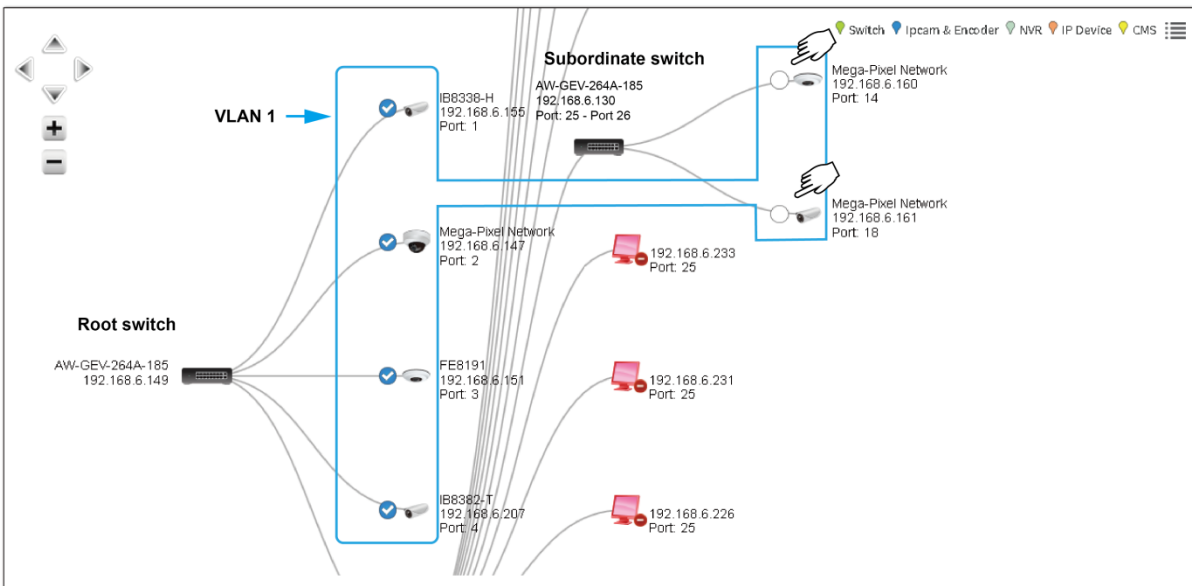 Switch Ipcam & Encoder NVR IP Device CMS
Subordinate switch
AW-GEV-264A-185
192.168.6.130
Port: 25 - Port 26
Mega-Pixel Network
192.168.6.160
Port: 14
VLAN 1
IB8338-H
192.168.6.155
Port: 1
Mega-Pixel Network
192.168.6.161
Port: 18
Mega-Pixel Network
192.168.6.147
Port: 2
192.168.6.233
Port: 25
Root switch
AW-GEV-264A-185
192.168.6.149
FE8191
192.168.6.151
Port: 3
192.168.6.231
Port: 25
IB8382-T
192.168.6.207
Port: 4
192.168.6.226
Port: 25